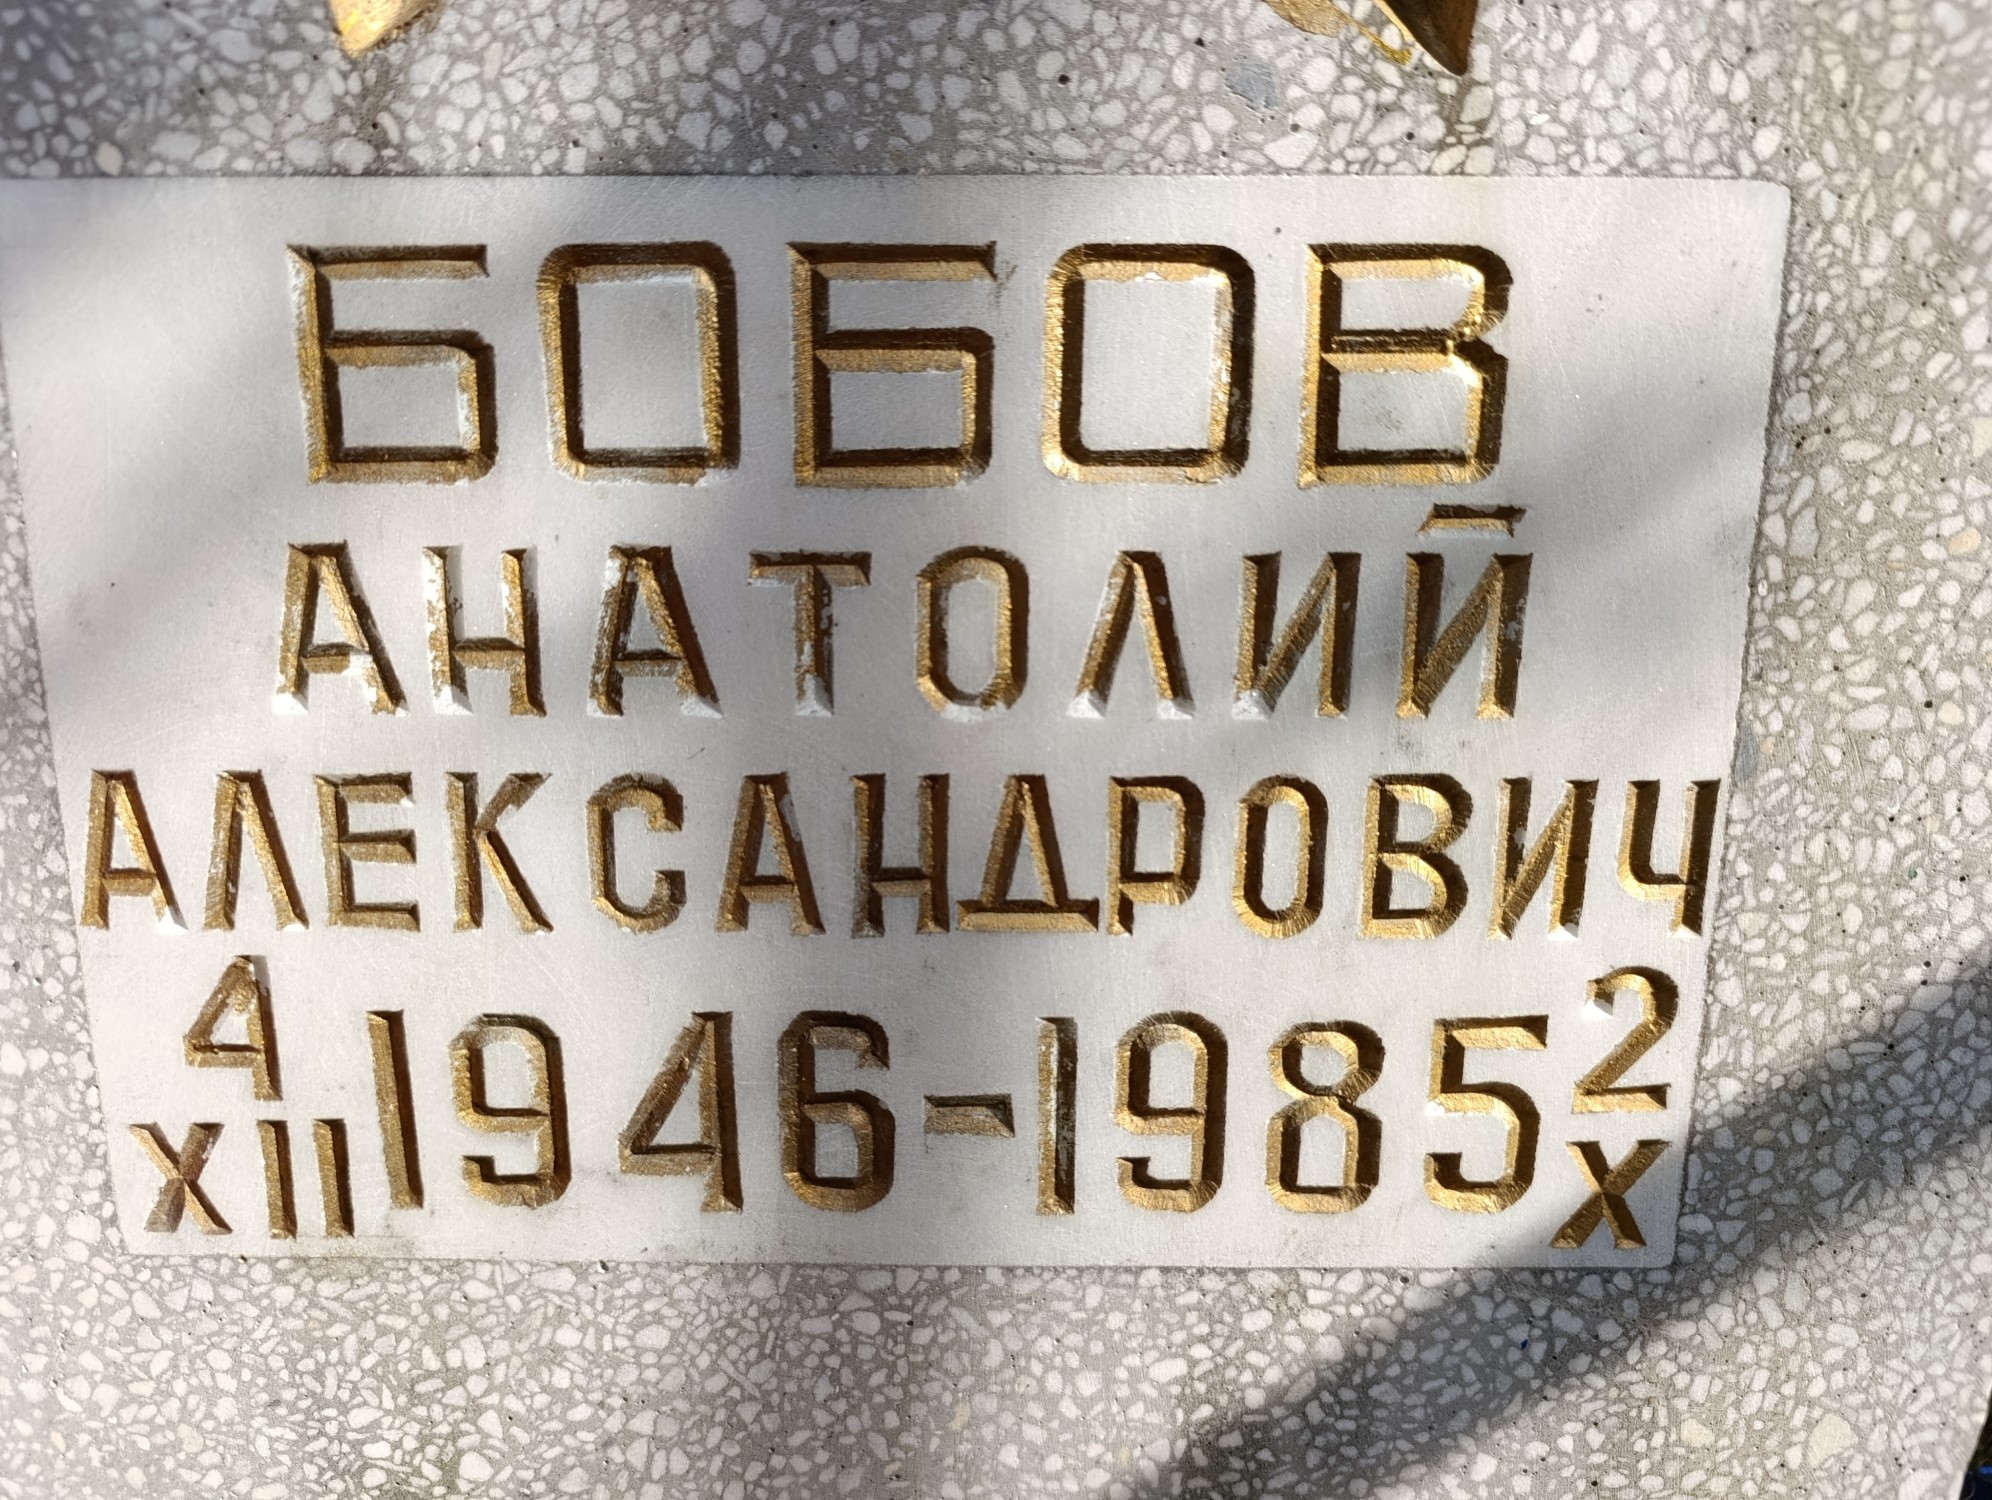 БОБОВ
АНАТОЛИЙ
АЛЕКСАНДРОВИЧ
4 XII 1946-1985 2 X